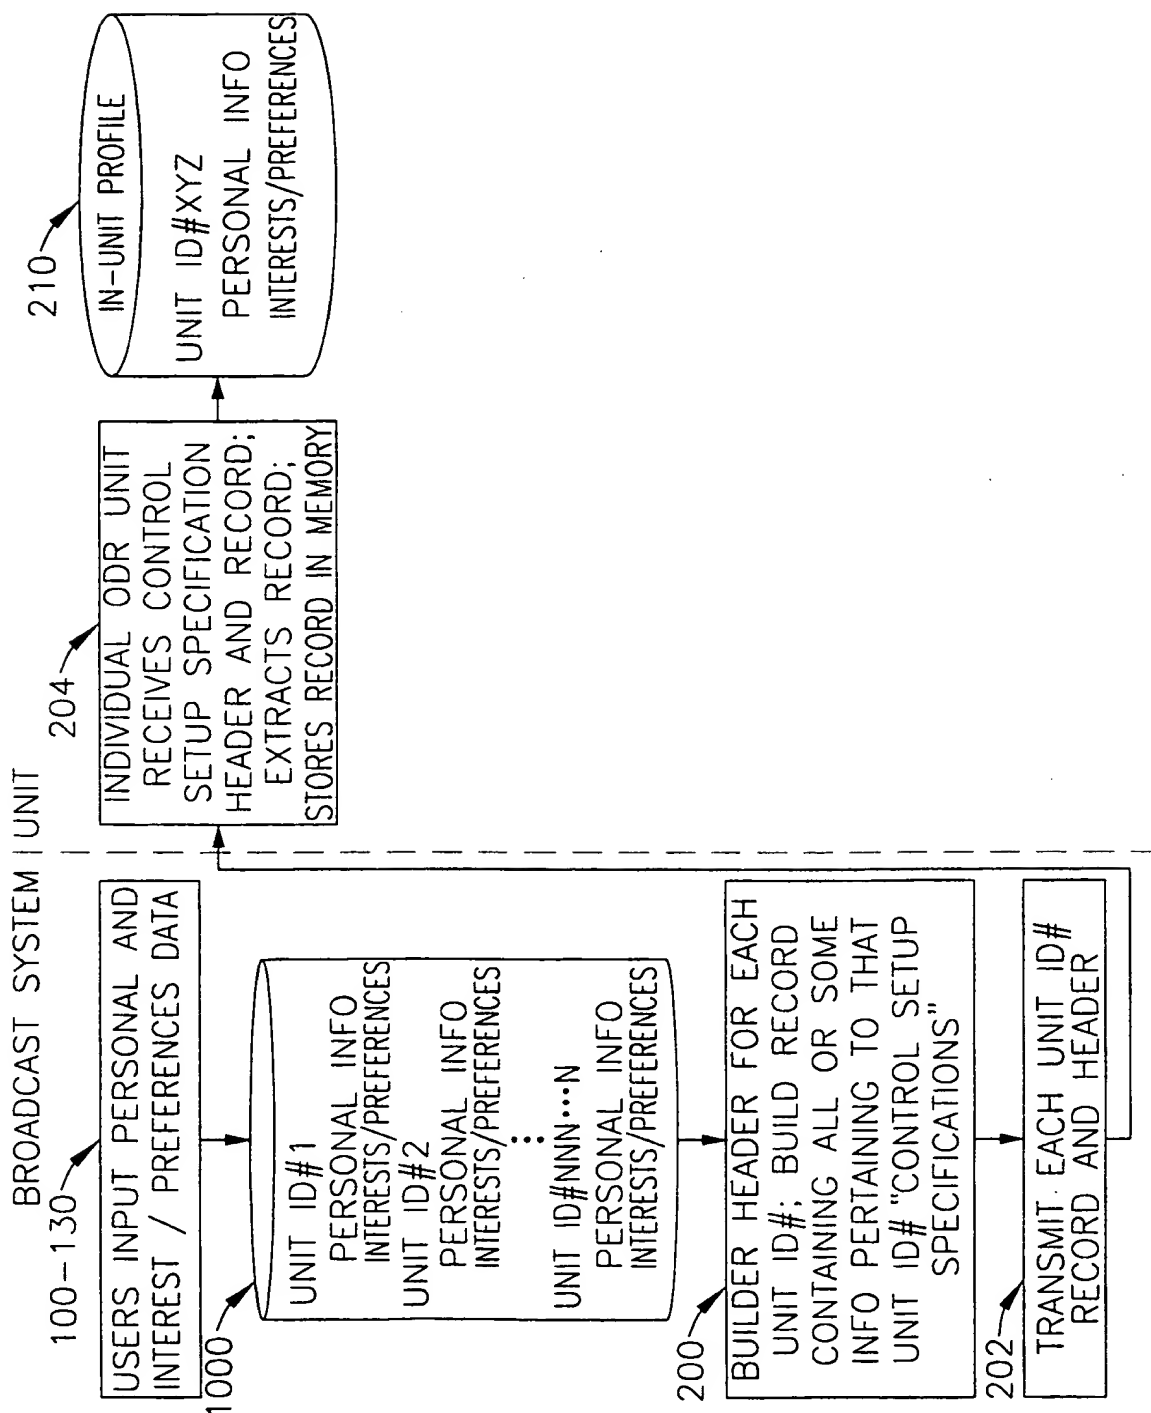 BROADCAST SYSTEM | UNIT
100-130
USERS INPUT PERSONAL AND
INTEREST / PREFERENCES DATA
1000
UNIT ID#1
PERSONAL INFO
INTERESTS/PREFERENCES
UNIT ID#2
PERSONAL INFO
INTERESTS/PREFERENCES
⋮
UNIT ID#NNN···N
PERSONAL INFO
INTERESTS/PREFERENCES
200
BUILDER HEADER FOR EACH
UNIT ID#; BUILD RECORD
CONTAINING ALL OR SOME
INFO PERTAINING TO THAT
UNIT ID# "CONTROL SETUP
SPECIFICATIONS"
202
TRANSMIT EACH UNIT ID#
RECORD AND HEADER
204
INDIVIDUAL ODR UNIT
RECEIVES CONTROL
SETUP SPECIFICATION
HEADER AND RECORD;
EXTRACTS RECORD;
STORES RECORD IN MEMORY
210
IN-UNIT PROFILE
UNIT ID#XYZ
PERSONAL INFO
INTERESTS/PREFERENCES